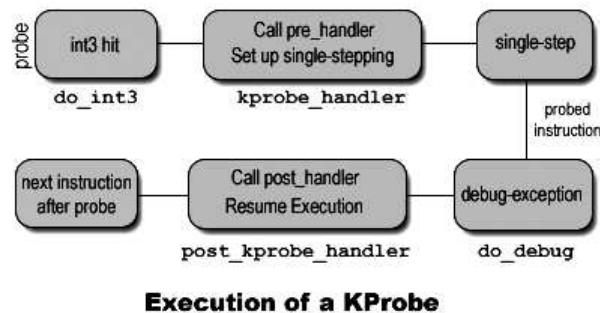 probe
int3 hit
do_int3
Call pre_handler
Set up single-stepping
kprobe_handler
single-step
probed
instruction
debug-exception
do_debug
Call post_handler
Resume Execution
post_kprobe_handler
next instruction
after probe
Execution of a KProbe